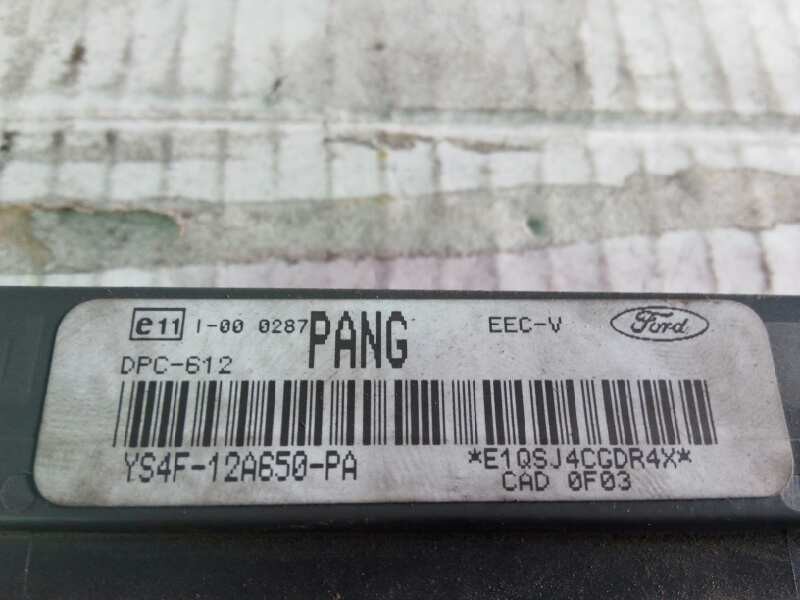 e11 I-00 0287 PANG EEC-V Ford
DPC-612
YS4F-12A650-PA *E1QSJ4CGDR4X*
CAD 0F03